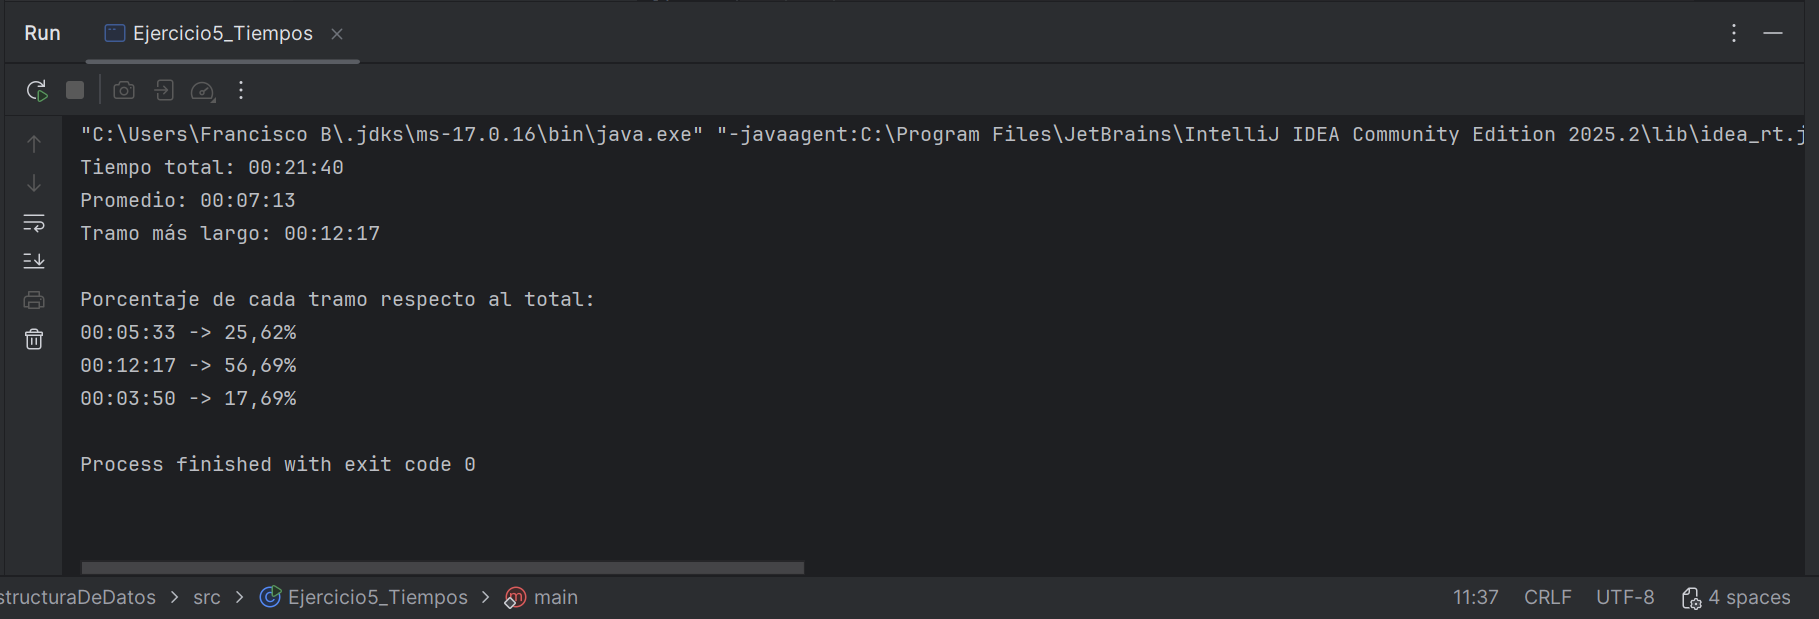 Run Ejercicio5_Tiempos
"C:\Users\Francisco B\.jdks\ms-17.0.16\bin\java.exe" "-javaagent:C:\Program Files\JetBrains\IntelliJ IDEA Community Edition 2025.2\lib\idea_rt.j
Tiempo total: 00:21:40
Promedio: 00:07:13
Tramo más largo: 00:12:17
Porcentaje de cada tramo respecto al total:
00:05:33 -> 25,62%
00:12:17 -> 56,69%
00:03:50 -> 17,69%
Process finished with exit code 0
structuraDeDatos > src > Ejercicio5_Tiempos > main 11:37 CRLF UTF-8 4 spaces